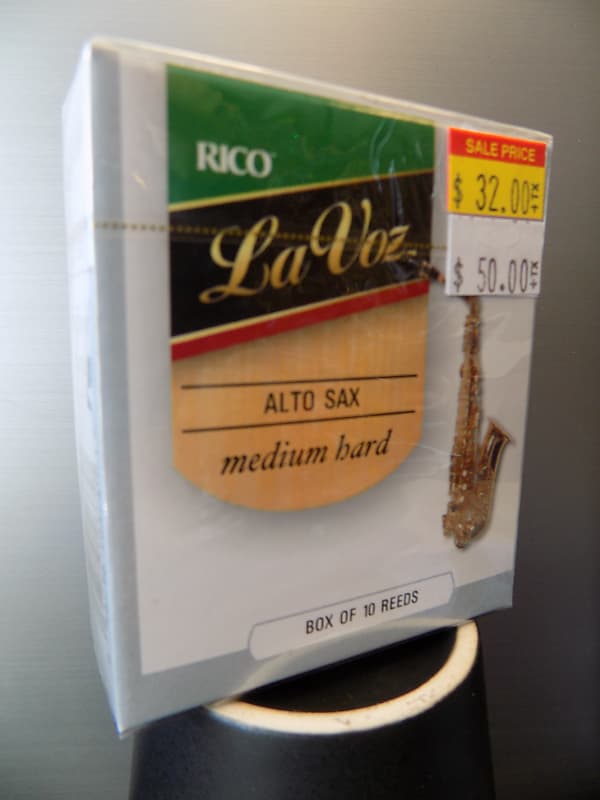 RICO
La Voz
ALTO SAX
medium hard
BOX OF 10 REEDS
SALE PRICE
$ 32.00
$ 50.00